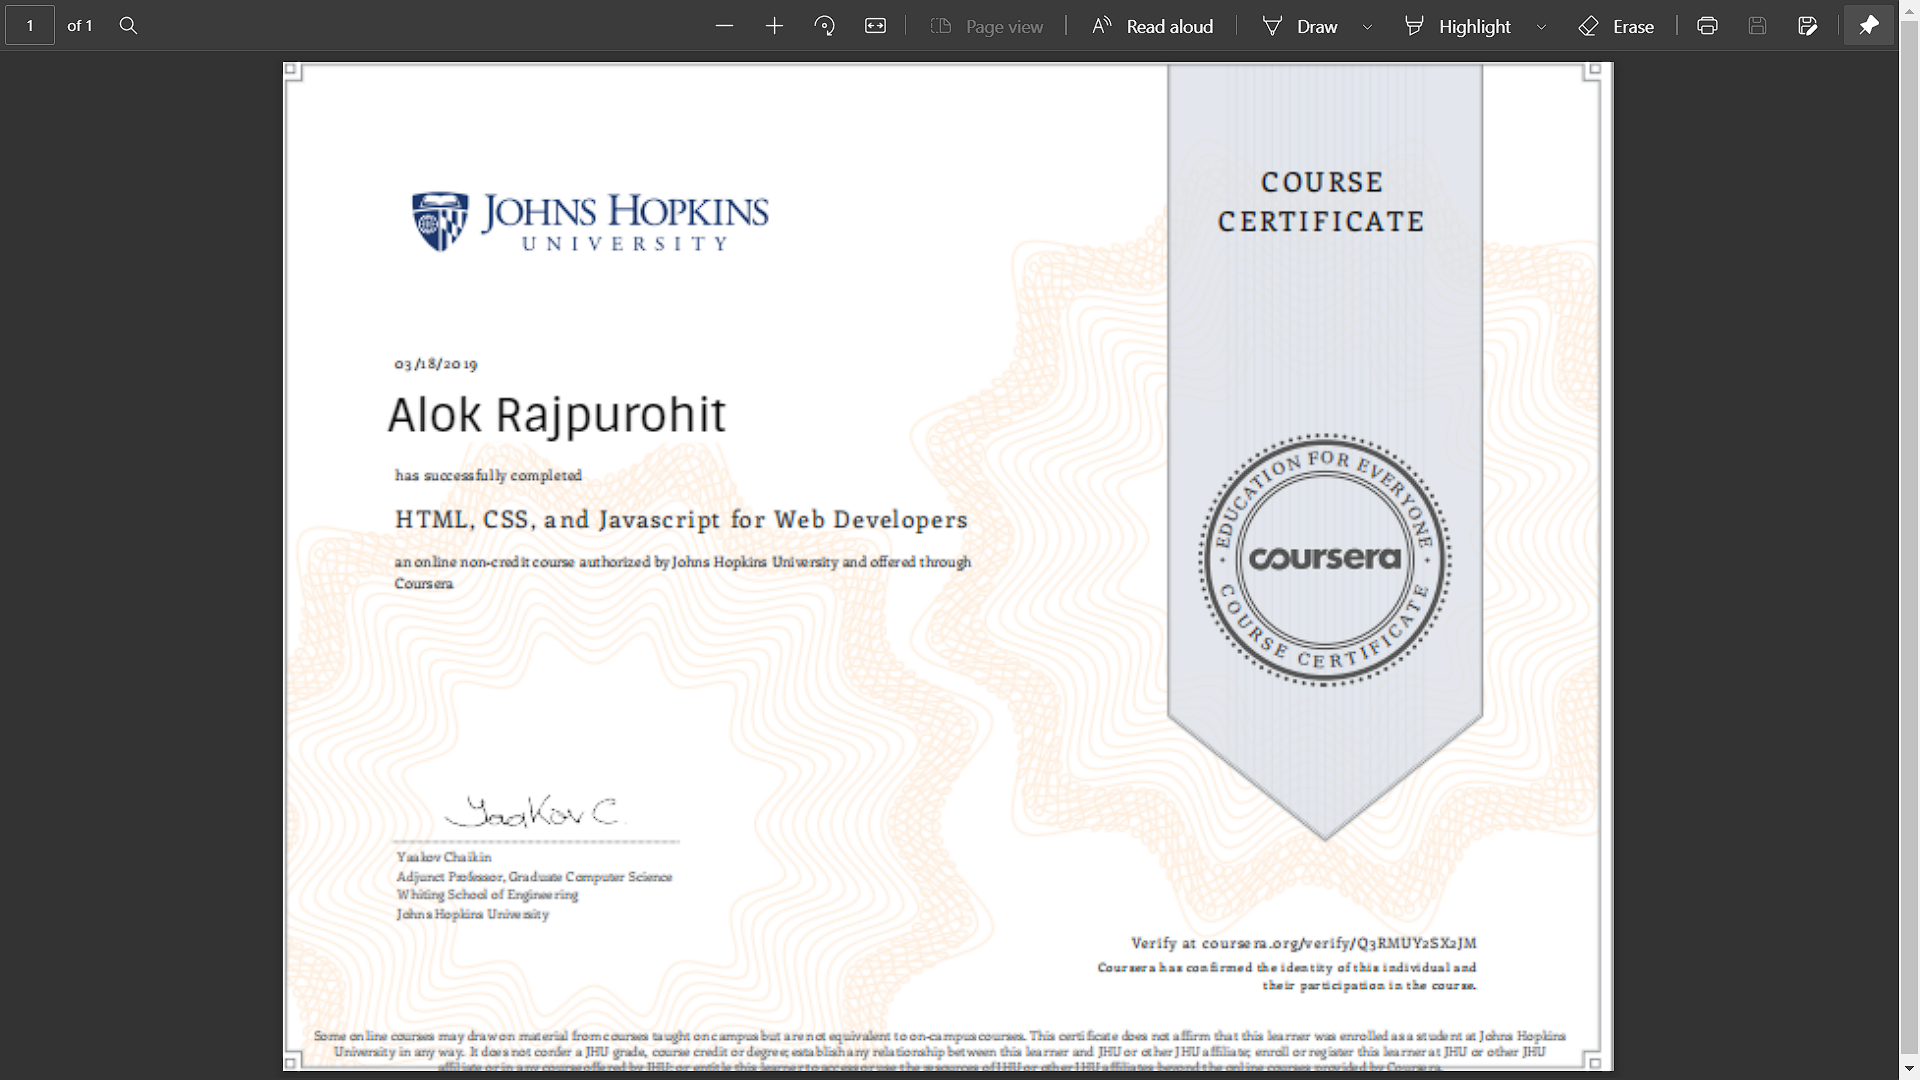 1 of 1 Page view Read aloud Draw Highlight Erase
JOHNS HOPKINS
UNIVERSITY
COURSE
CERTIFICATE
03/18/2019
Alok Rajpurohit
has successfully completed
HTML, CSS, and Javascript for Web Developers
an online non-credit course authorized by Johns Hopkins University and offered through
Coursera
EDUCATION FOR EVERYONE
coursera
COURSE CERTIFICATE
Yaakov C.
Yaakov Chaikin
Adjunct Professor, Graduate Computer Science
Whiting School of Engineering
Johns Hopkins University
Verify at coursera.org/verify/Q3RMUY2SX2JM
Coursera has confirmed the identity of this individual and
their participation in the course.
Some online courses may draw on material from courses taught on campus but are not equivalent to on-campus courses. This certificate does not affirm that this learner was enrolled as a student at Johns Hopkins
University in any way. It does not confer a JHU grade, course credit or degree; establish any relationship between this learner and JHU or other JHU affiliate; enroll or register this learner at JHU or other JHU
affiliate or in any course offered by JHU; or entitle this learner to access or use the resources of JHU or other JHU affiliates beyond the online courses provided by Coursera.